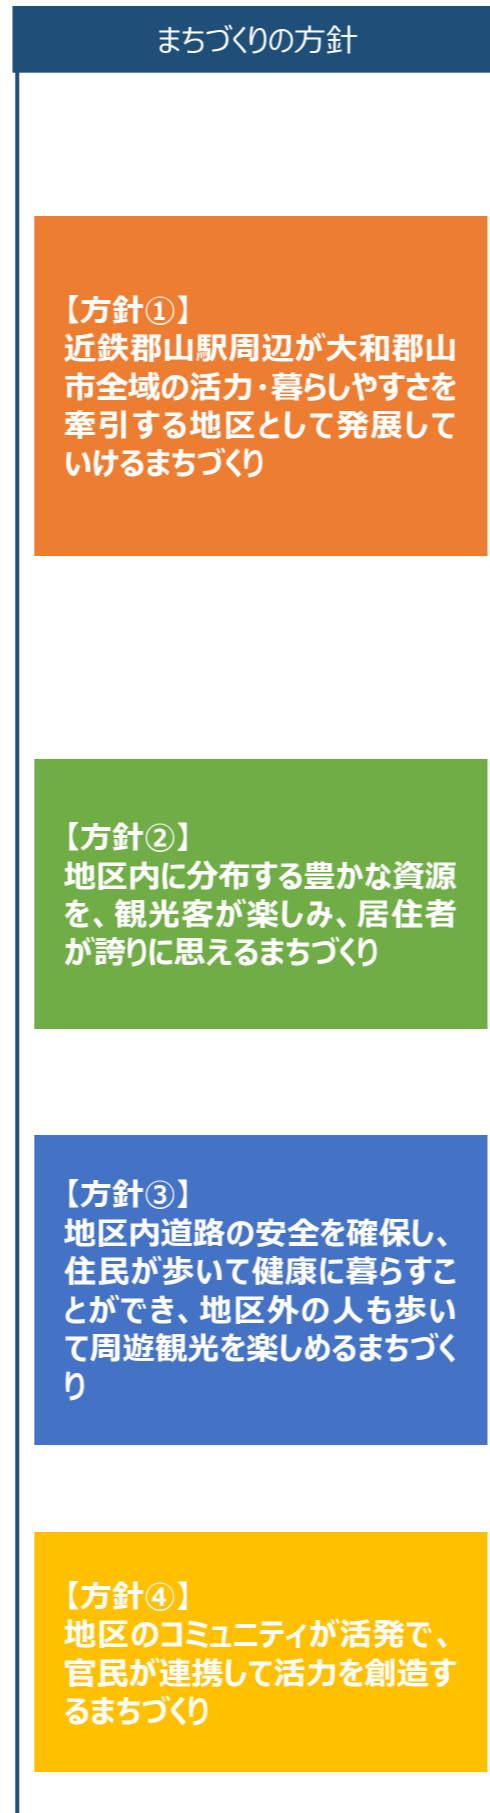 まちづくりの方針
【方針①】
近鉄郡山駅周辺が大和郡山
市全域の活力・暮らしやすさを
牽引する地区として発展して
いけるまちづくり
【方針②】
地区内に分布する豊かな資源
を、観光客が楽しみ、居住者
が誇りに思えるまちづくり
【方針③】
地区内道路の安全を確保し、
住民が歩いて健康に暮らすこ
とができ、地区外の人も歩い
て周遊観光を楽しめるまちづく
り
【方針④】
地区のコミュニティが活発で、
官民が連携して活力を創造す
るまちづくり